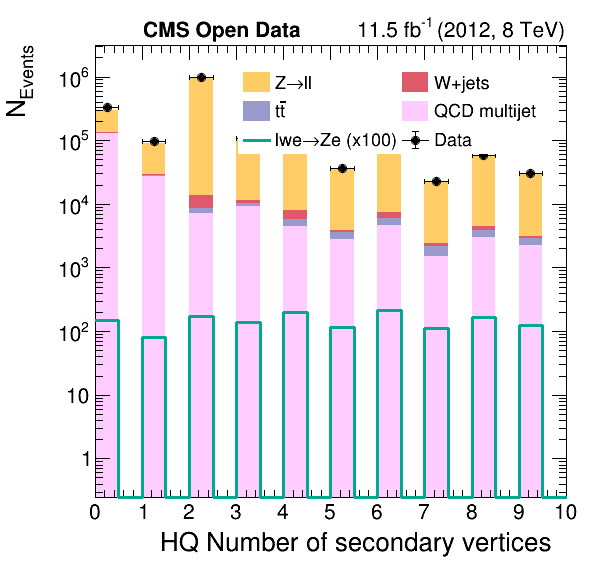 CMS Open Data 11.5 fb-1 (2012, 8 TeV)
NEvents
Z→ll W+jets
tt̄ QCD multijet
lwe→Ze (x100) Data
10⁶
10⁵
10⁴
10³
10²
10
1
0 1 2 3 4 5 6 7 8 9 10
HQ Number of secondary vertices